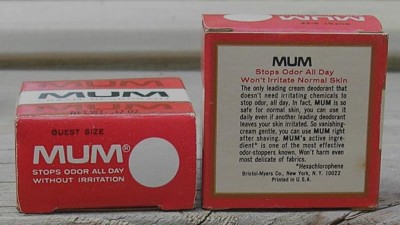 MUM
GUEST SIZE
MUM®
STOPS ODOR ALL DAY
WITHOUT IRRITATION
MUM
Stops Odor All Day
Won't Irritate Normal Skin
The only leading cream deodorant that
doesn't need irritating chemicals to
stop odor, all day. In fact, MUM is so
safe for normal skin, you can use it
daily even if another leading deodorant
leaves your skin irritated. So vanishing-
cream gentle, you can use MUM right
after shaving. MUM's active ingre-
dient* is one of the most effective
odor-stoppers known. Won't harm even
most delicate of fabrics.
*Hexachlorophene
Bristol-Myers Co., New York, N. Y. 10022
Printed in U.S.A.